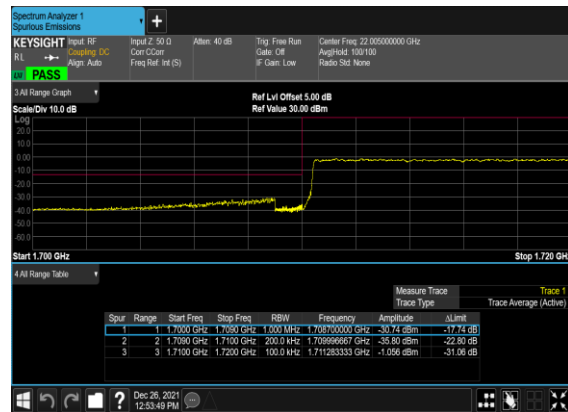 Spectrum Analyzer 1
Spurious Emissions
KEYSIGHT Input: RF Input Z: 50 Ω Atten: 40 dB Trig: Free Run Center Freq: 22.005000000 GHz
RL Coupling: DC Corr CCorr Gate: Off Avg|Hold: 100/100
Align: Auto Freq Ref: Int (S) IF Gain: Low Radio Std: None
LV PASS
3 All Range Graph
Ref Lvl Offset 5.00 dB
Scale/Div 10.0 dB Ref Value 30.00 dBm
Log
20.0
10.0
0.00
-10.0
-20.0
-30.0
-40.0
-50.0
-60.0
Start 1.700 GHz Stop 1.720 GH
4 All Range Table
Measure Trace Trace 1
Trace Type Trace Average (Active)
Spur Range Start Freq Stop Freq RBW Frequency Amplitude ΔLimit
1 1 1.7000 GHz 1.7090 GHz 1.000 MHz 1.708700000 GHz -30.74 dBm -17.74 dB
2 2 1.7090 GHz 1.7100 GHz 200.0 kHz 1.709996667 GHz -35.80 dBm -22.80 dB
3 3 1.7100 GHz 1.7200 GHz 100.0 kHz 1.711283333 GHz -1.056 dBm -31.06 dB
? Dec 26, 2021
12:53:49 PM